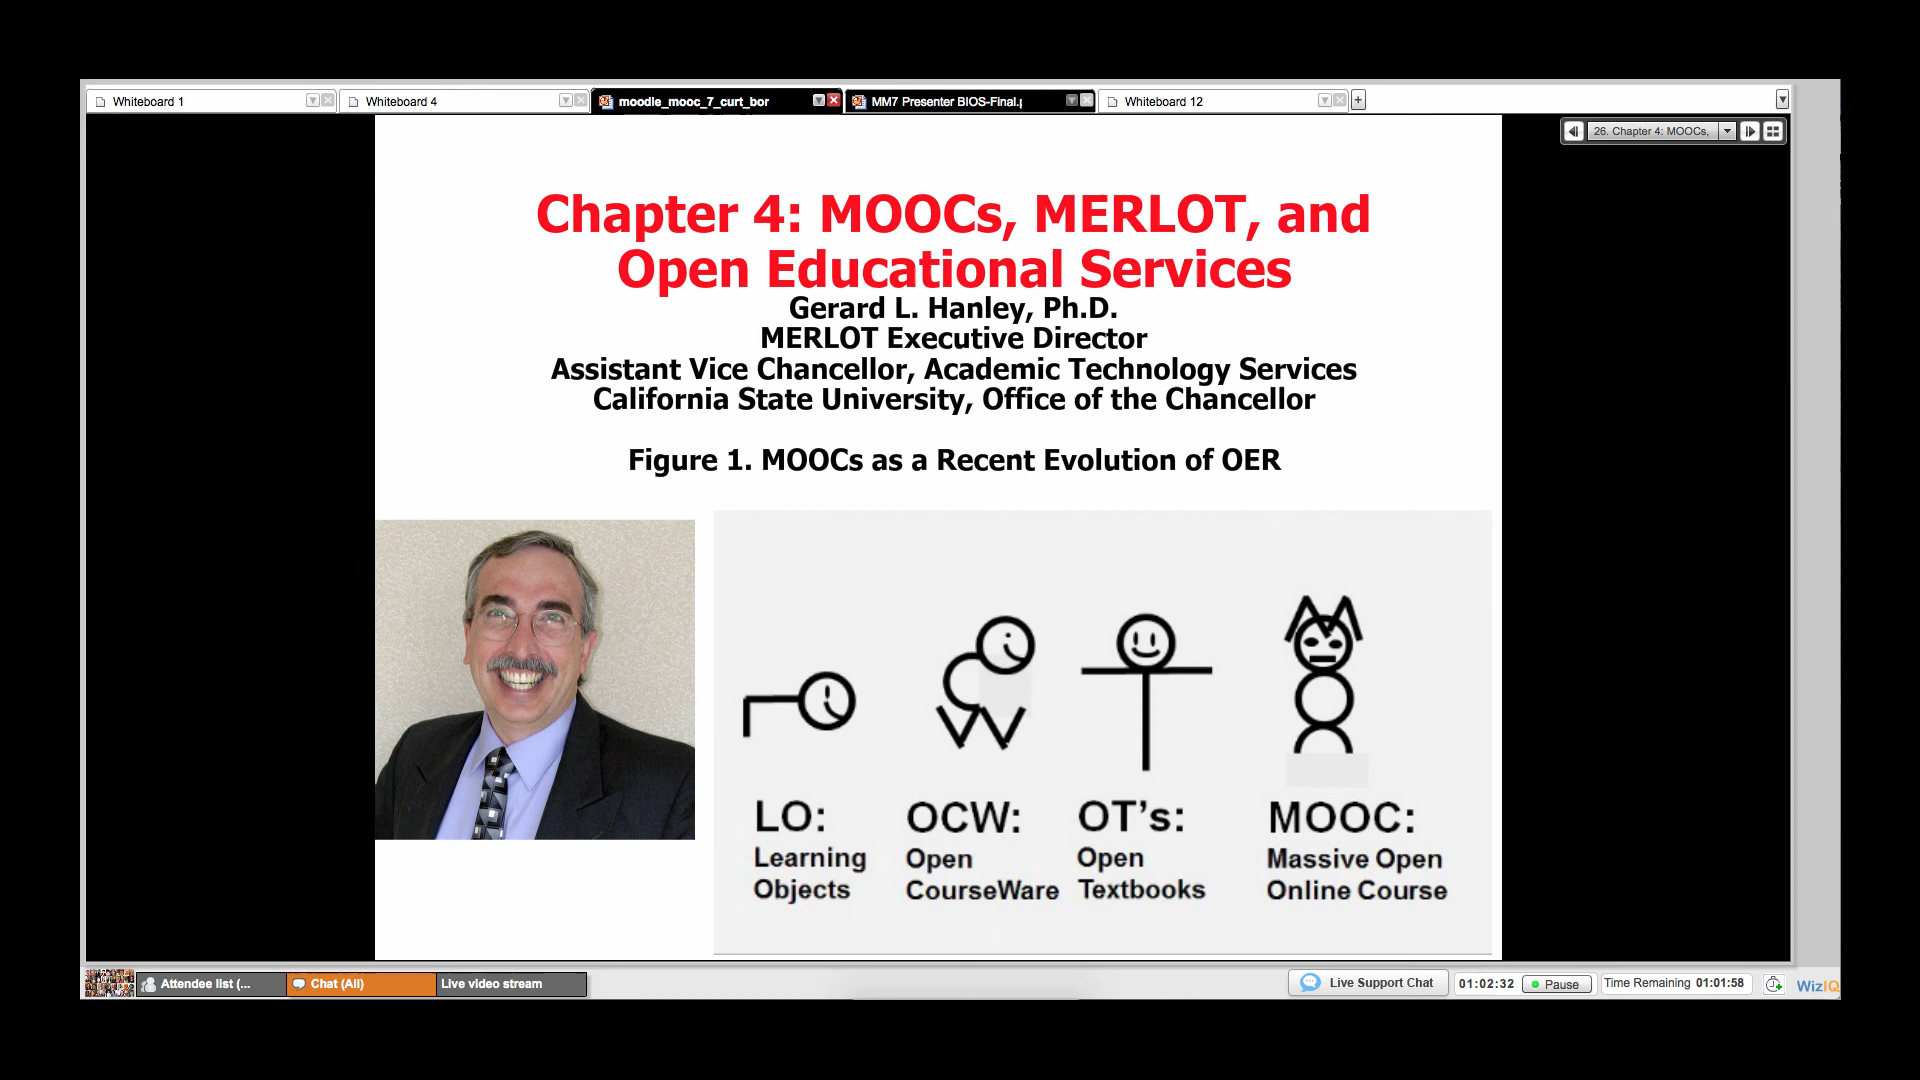 Whiteboard 1
Whiteboard 4
moodle_mooc_7_curt_bor
MM7 Presenter BIOS-Final.p
Whiteboard 12
26. Chapter 4: MOOCs,
Chapter 4: MOOCs, MERLOT, and
Open Educational Services
Gerard L. Hanley, Ph.D.
MERLOT Executive Director
Assistant Vice Chancellor, Academic Technology Services
California State University, Office of the Chancellor
Figure 1. MOOCs as a Recent Evolution of OER
LO:
Learning
Objects
OCW:
Open
CourseWare
OT's:
Open
Textbooks
MOOC:
Massive Open
Online Course
Attendee list (...
Chat (All)
Live video stream
Live Support Chat
01:02:32
Pause
Time Remaining 01:01:58
WizIQ